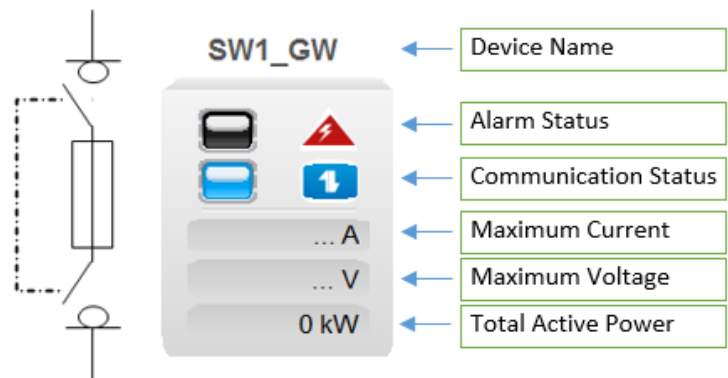 SW1_GW
Device Name
Alarm Status
Communication Status
... A
Maximum Current
... V
Maximum Voltage
0 kW
Total Active Power